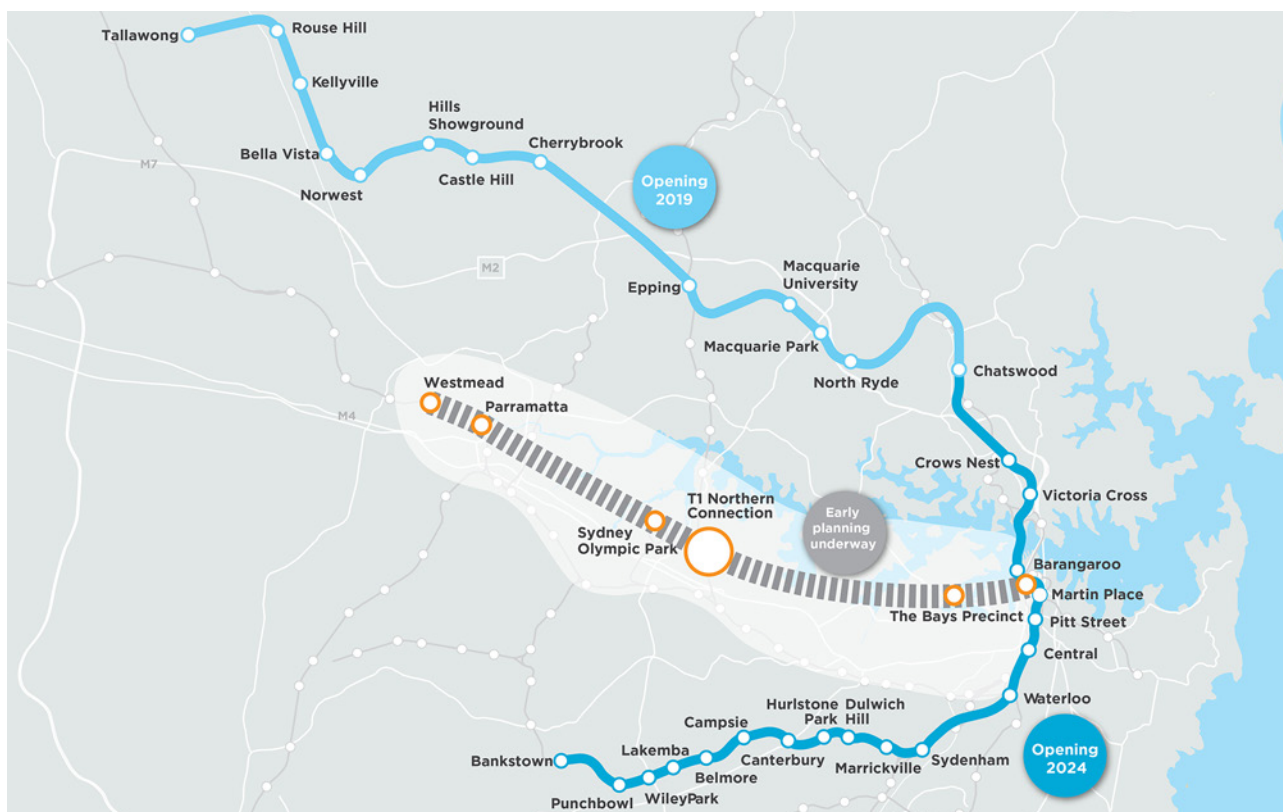 Tallawong
Rouse Hill
Kellyville
Hills
Showground
Bella Vista
Cherrybrook
M7
Castle Hill
Norwest
Opening
2019
M2
Epping
Macquarie
University
Macquarie Park
North Ryde
Chatswood
Westmead
Parramatta
M4
Crows Nest
Victoria Cross
T1 Northern
Connection
Sydney
Olympic Park
Early
planning
underway
Barangaroo
Martin Place
The Bays Precinct
Pitt Street
Central
Waterloo
Hurlstone
Park
Dulwich
Hill
Campsie
Lakemba
Bankstown
Canterbury
Belmore
Marrickville
Sydenham
Punchbowl
WileyPark
Opening
2024